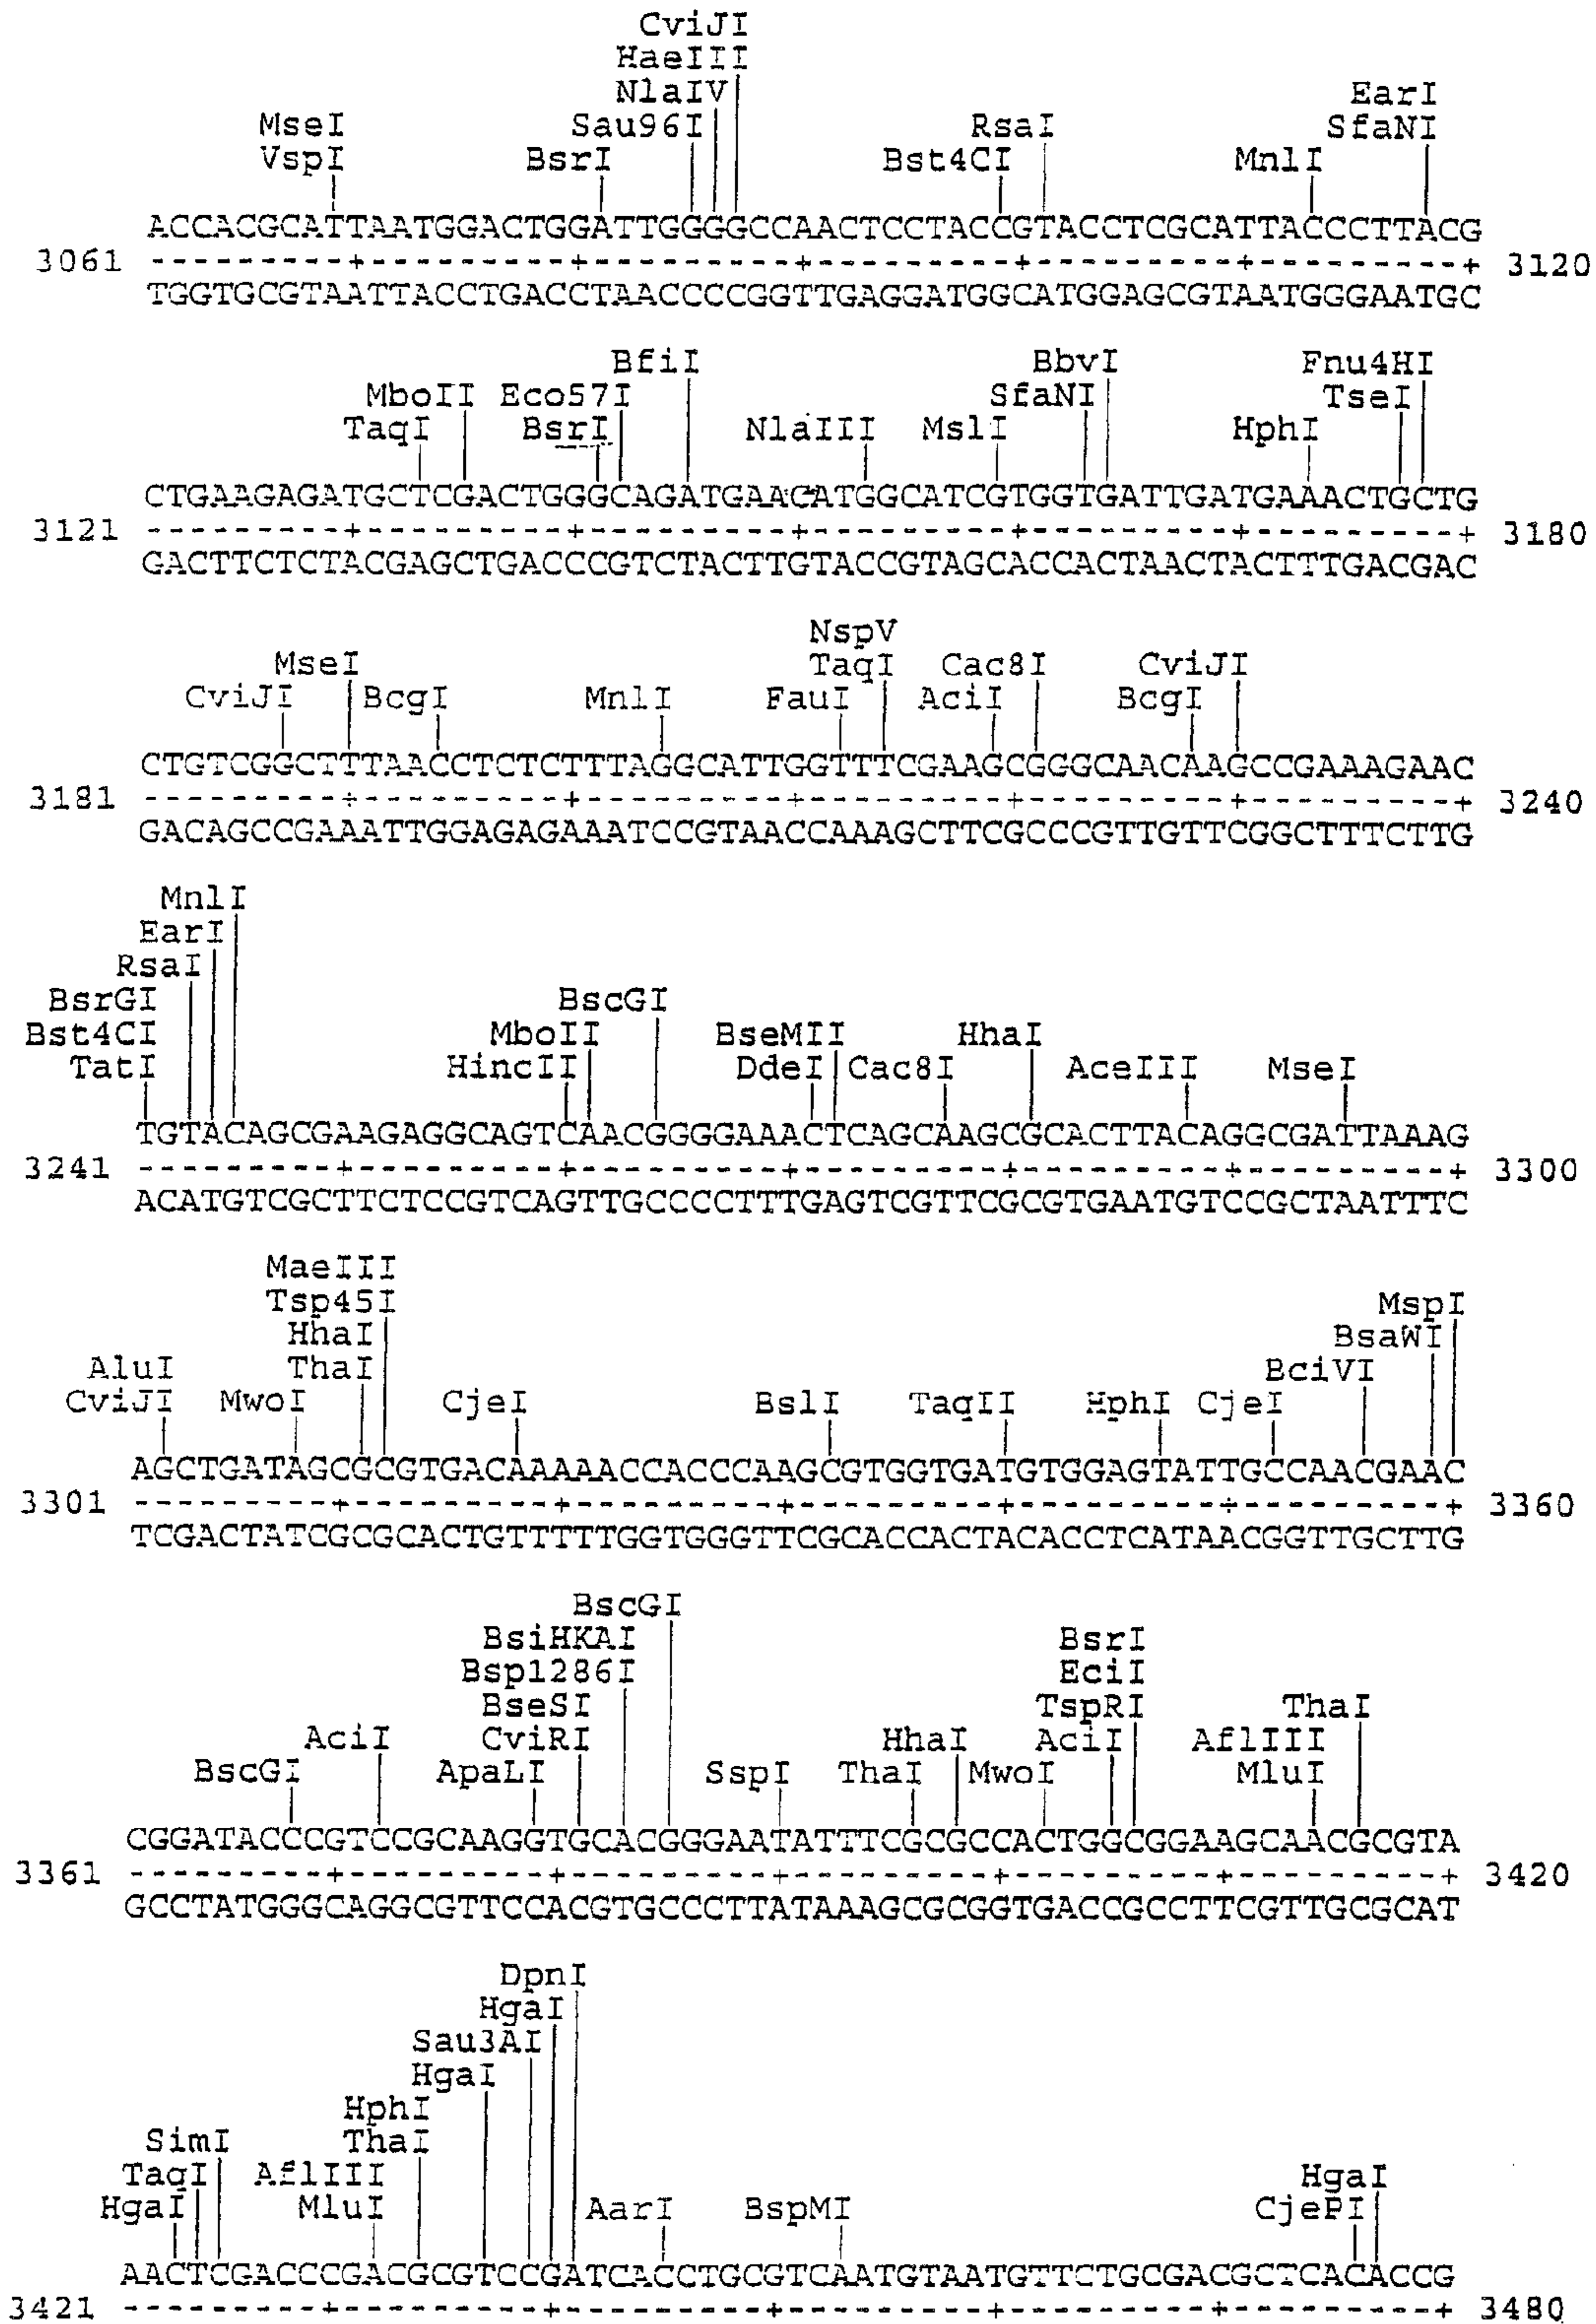 CviJI
HaeIII
NlaIV EarI
MseI Sau96I RsaI SfaNI
VspI BsrI Bst4CI MnlI
ACCACGCATTAATGGACTGGATTGGGGCCAACTCCTACCGTACCTCGCATTACCCTTACG
3061 ---------+---------+---------+---------+---------+---------+ 3120
TGGTGCGTAATTACCTGACCTAACCCCGGTTGAGGATGGCATGGAGCGTAATGGGAATGC
BfiI BbvI Fnu4HI
MboII Eco57I SfaNI TseI
TaqI BsrI NlaIII MslI HphI
CTGAAGAGATGCTCGACTGGGCAGATGAACATGGCATCGTGGTGATTGATGAAACTGCTG
3121 ---------+---------+---------+---------+---------+---------+ 3180
GACTTCTCTACGAGCTGACCCGTCTACTTGTACCGTAGCACCACTAACTACTTTGACGAC
NspV
MseI TaqI Cac8I CviJI
CviJI BcgI MnlI FauI AciI BcgI
CTGTCGGCTTTTAACCTCTCTTTAGGCATTGGTTTCGAAGCGGGCAACAAGCCGAAAGAAC
3181 ---------+---------+---------+---------+---------+---------+ 3240
GACAGCCGAAATTGGAGAGAAATCCGTAACCAAAGCTTCGCCCGTTGTTCGGCTTTCTTG
MnlI
EarI
RsaI
BsrGI BscGI
Bst4CI MboII BseMII HhaI
TatI HincII DdeI Cac8I AceIII MseI
TGTACAGCGAAGAGGCAGTCAACGGGGAAACTCAGCAAGCGCACTTACAGGCGATTAAAG
3241 ---------+---------+---------+---------+---------+---------+ 3300
ACATGTCGCTTCTCCGTCAGTTGCCCCTTTGAGTCGTTCGCGTGAATGTCCGCTAATTTC
MaeIII
Tsp45I MspI
HhaI BsaWI
AluI ThaI BciVI
CviJI MwoI CjeI BslI TaqII HphI CjeI
AGCTGATAGCGCGTGACAAAAACCACCCAAGCGTGGTGATGTGGAGTATTGCCAACGAAC
3301 ---------+---------+---------+---------+---------+---------+ 3360
TCGACTATCGCGCACTGTTTTTGGTGGGTTCGCACCACTACACCTCATAACGGTTGCTTG
BscGI
BsiHKAI BsrI
Bsp1286I EciI
BseSI TspRI ThaI
AciI CviRI HhaI AciI AflIII
BscGI ApaLI SspI ThaI MwoI MluI
CGGATACCCGTCCGCAAGGTGCACGGGAATATTTCGCGCCACTGGCGGAAGCAACGCGTA
3361 ---------+---------+---------+---------+---------+---------+ 3420
GCCTATGGGCAGGCGTTCCACGTGCCCTTATAAAGCGCGGTGACCGCCTTCGTTGCGCAT
DpnI
HgaI
Sau3AI
HgaI
HphI
SimI ThaI
TaqI AflIII HgaI
HgaI MluI AarI BspMI CjePI
AACTCGACCCGACGCGTCCGATCACCTGCGTCAATGTAATGTTCTGCGACGCTCACACCG
3421 ---------+---------+---------+---------+---------+---------+ 3480